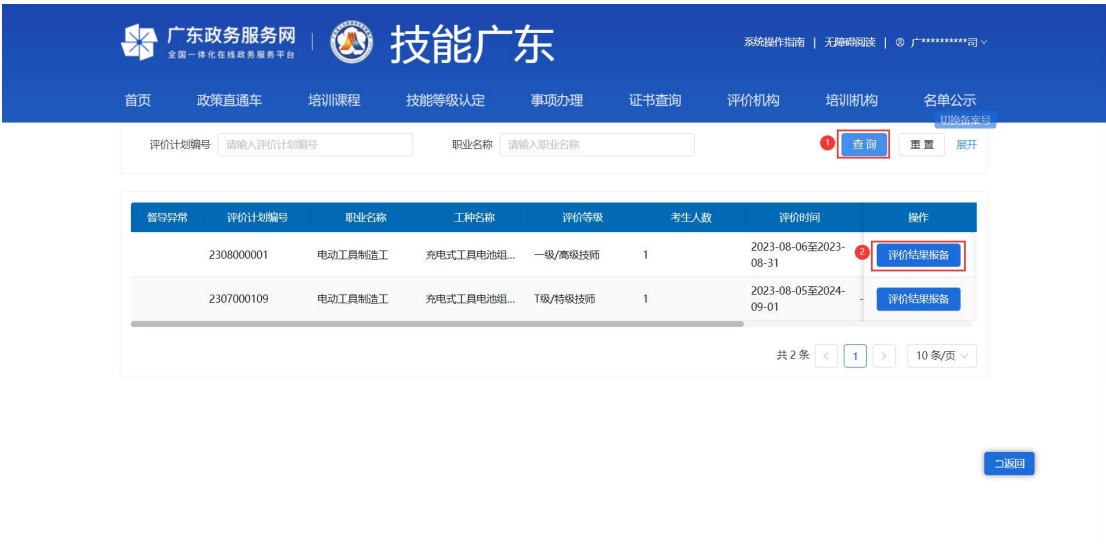 广东政务服务网
全国一体化在线政务服务平台
技能广东
系统操作指南 | 无障碍阅读 | 广**********司
首页 政策直通车 培训课程 技能等级认定 事项办理 证书查询 评价机构 培训机构 名单公示
切换备案号
评价计划编号 请输入评价计划编号 职业名称 请输入职业名称 1 查询 重置 展开
督导异常 评价计划编号 职业名称 工种名称 评价等级 考生人数 评价时间 操作
2308000001 电动工具制造工 充电式工具电池组... 一级/高级技师 1 2023-08-06至2023-08-31 2 评价结果报备
2307000109 电动工具制造工 充电式工具电池组... T级/特级技师 1 2023-08-05至2024-09-01 - 评价结果报备
共 2 条 < 1 > 10 条/页
返回